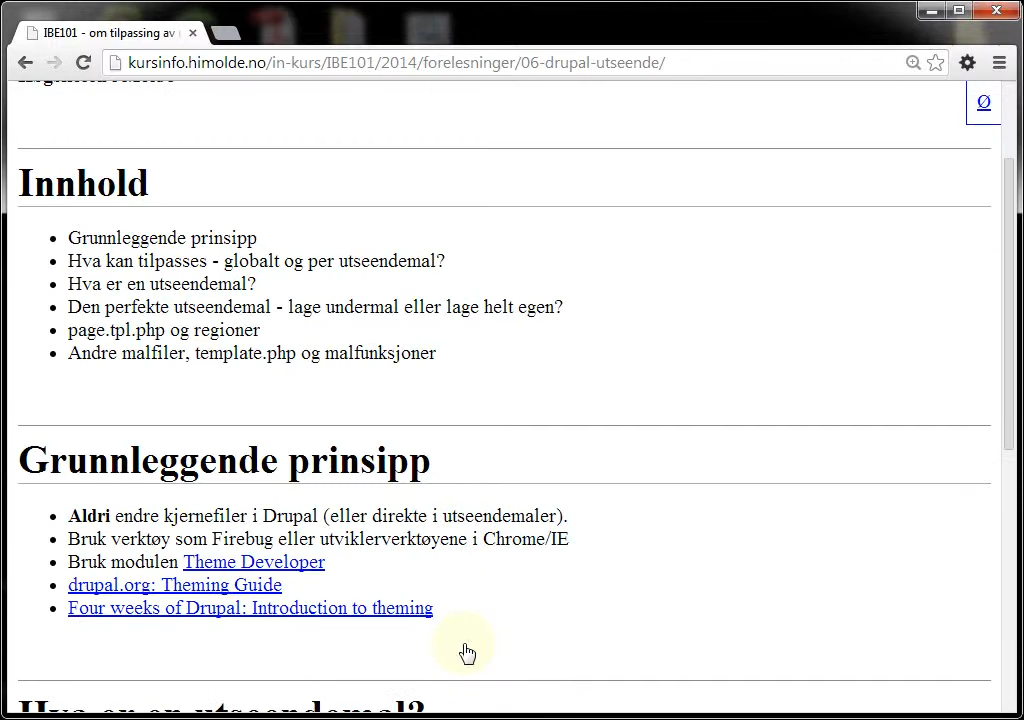 IBE101 - om tilpassing av
kursinfo.himolde.no/in-kurs/IBE101/2014/forelesninger/06-drupal-utseende/
Ø
Innhold
• Grunnleggende prinsipp
• Hva kan tilpasses - globalt og per utseendemal?
• Hva er en utseendemal?
• Den perfekte utseendemal - lage undermal eller lage helt egen?
• page.tpl.php og regioner
• Andre malfiler, template.php og malfunksjoner
Grunnleggende prinsipp
• Aldri endre kjernefiler i Drupal (eller direkte i utseendemaler).
• Bruk verktøy som Firebug eller utviklerverktøyene i Chrome/IE
• Bruk modulen Theme Developer
• drupal.org: Theming Guide
• Four weeks of Drupal: Introduction to theming
Hva er en utseendemal?